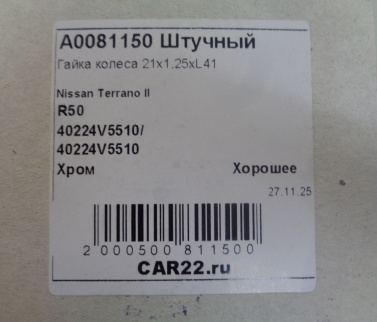 A0081150 Штучный
Гайка колеса 21x1,25xL41
Nissan Terrano II
R50
40224V5510/
40224V5510
Хром Хорошее
27.11.25
2 000500 811500
CAR22.ru